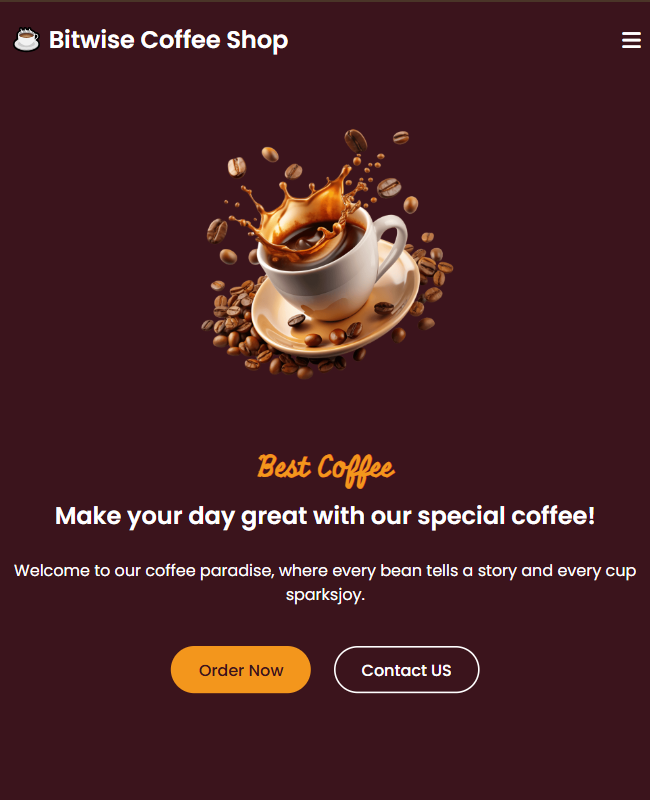 Bitwise Coffee Shop
Best Coffee
Make your day great with our special coffee!
Welcome to our coffee paradise, where every bean tells a story and every cup
sparksjoy.
Order Now
Contact US